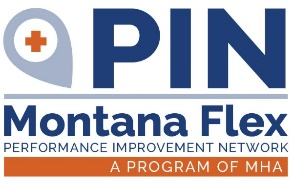 PIN
Montana Flex
PERFORMANCE IMPROVEMENT NETWORK
A PROGRAM OF MHA